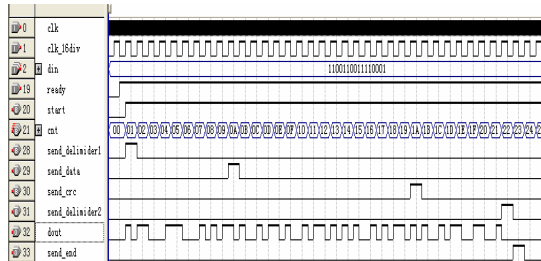 0 clk
1 clk_16div
2 din 1100110011110001
19 ready
20 start
21 cnt 00 01 02 03 04 05 06 07 08 09 0A 0B 0C 0D 0E 0F 10 11 12 13 14 15 16 17 18 19 1A 1B 1C 1D 1E 1F 20 21 22 23 24 2
28 send_delimider1
29 send_data
30 send_crc
31 send_delimider2
32 dout
33 send_end